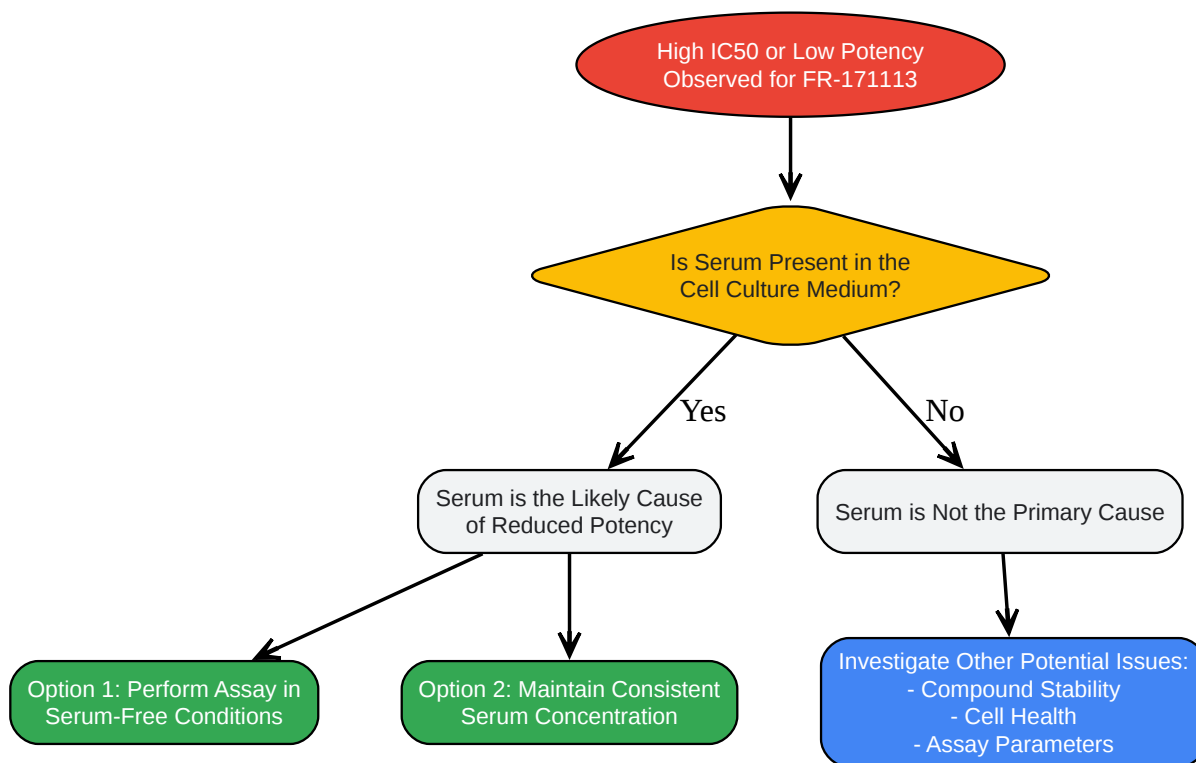 High IC50 or Low Potency
Observed for FR-171113
Is Serum Present in the
Cell Culture Medium?
Yes
No
Serum is the Likely Cause
of Reduced Potency
Serum is Not the Primary Cause
Option 1: Perform Assay in
Serum-Free Conditions
Option 2: Maintain Consistent
Serum Concentration
Investigate Other Potential Issues:
- Compound Stability
- Cell Health
- Assay Parameters